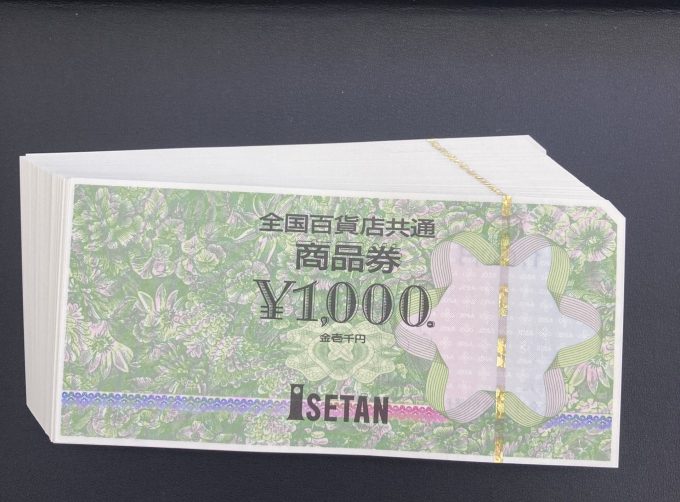 全国百貨店共通
商品券
¥1,000.
金壱千円
ISETAN